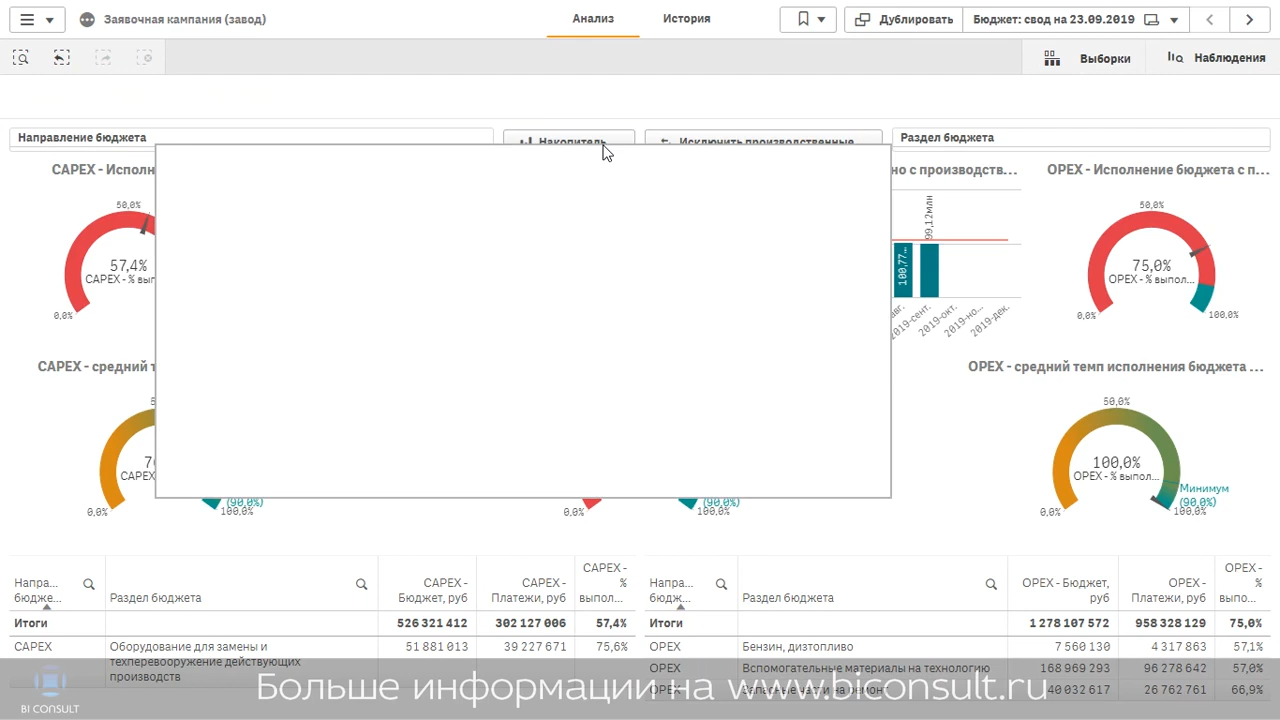 Заявочная кампания (завод)
Анализ
История
Дублировать
Бюджет: свод на 23.09.2019
Выборки
Наблюдения
Направление бюджета
Накопитель
Исключить производственные
Раздел бюджета
CAPEX - Исполн
но с производств...
OPEX - Исполнение бюджета с п...
50,0%
57,4%
CAPEX - % вып
0,0%
99,12млн
100,77...
авг.
2019-сент.
2019-окт.
2019-но...
2019-дек.
50,0%
75,0%
OPEX - % выпол...
0,0%
100,0%
CAPEX - средний т
OPEX - средний темп исполнения бюджета ...
5
7
CAPEX
0,0%
(90,0%)
100,0%
0,0%
(90,0%)
100,0%
50,0%
100,0%
OPEX - % выпол...
Минимум
(90,0%)
0,0%
100,0%
Напра...
бюдже...
Раздел бюджета
CAPEX -
Бюджет, руб
CAPEX -
Платежи, руб
CAPEX -
%
выпол...
Итоги
526 321 412
302 127 006
57,4%
CAPEX
Оборудование для замены и
техперевооружение действующих
производств
51 881 013
39 227 671
75,6%
Напра...
бюдж...
Раздел бюджета
OPEX - Бюджет,
руб
OPEX -
Платежи, руб
OPEX -
%
выпо...
Итоги
1 278 107 572
958 328 129
75,0%
OPEX
Бензин, дизтопливо
7 560 130
4 317 863
57,1%
OPEX
Вспомогательные материалы на технологию
168 969 293
96 278 642
57,0%
OPEX
Запасные части на ремонт
40 032 617
26 762 761
66,9%
Больше информации на www.biconsult.ru
BI CONSULT